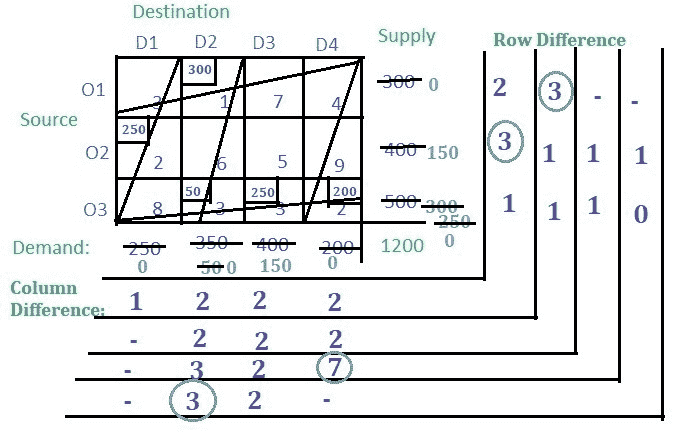 Destination
D1 D2 D3 D4 Supply Row Difference
300
O1 3 1 7 4 300 0 2 3 - -
Source
250
O2 2 6 5 9 400 150 3 1 1 1
50 250 200
O3 8 3 3 2 500 300 250 0 1 1 1 0
Demand: 250 350 400 200 1200
0 50 0 150 0
Column
Difference: 1 2 2 2
- 2 2 2
- 3 2 7
- 3 2 -